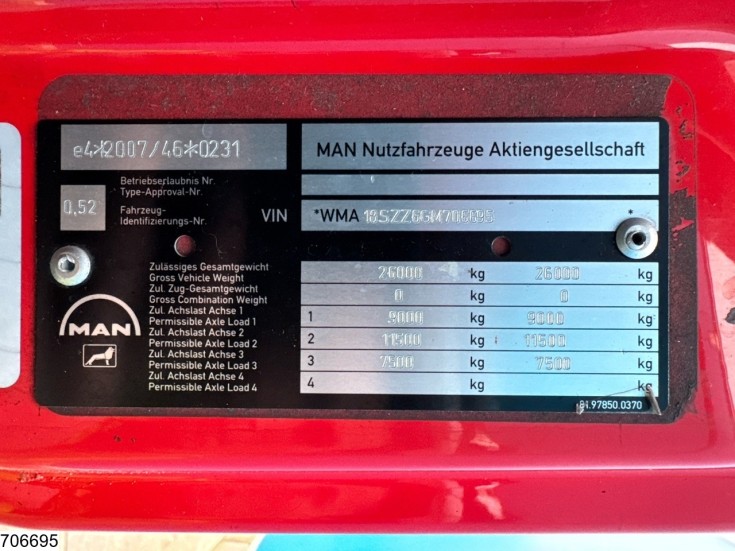 e4*2007/46*0231
MAN Nutzfahrzeuge Aktiengesellschaft
Betriebserlaubnis Nr.
Type-Approval-Nr.
0,52
Fahrzeug-
Identifizierungs-Nr.
VIN
*WMA 18SZZ6GM706695 *
Zulässiges Gesamtgewicht
Gross Vehicle Weight
26000 kg 26000 kg
Zul. Zug-Gesamtgewicht
Gross Combination Weight
0 kg 0 kg
Zul. Achslast Achse 1
Permissible Axle Load 1
1 9000 kg 9000 kg
Zul. Achslast Achse 2
Permissible Axle Load 2
2 11500 kg 11500 kg
Zul. Achslast Achse 3
Permissible Axle Load 3
3 7500 kg 7500 kg
Zul. Achslast Achse 4
Permissible Axle Load 4
4 kg kg
MAN
81.97850.0370
706695